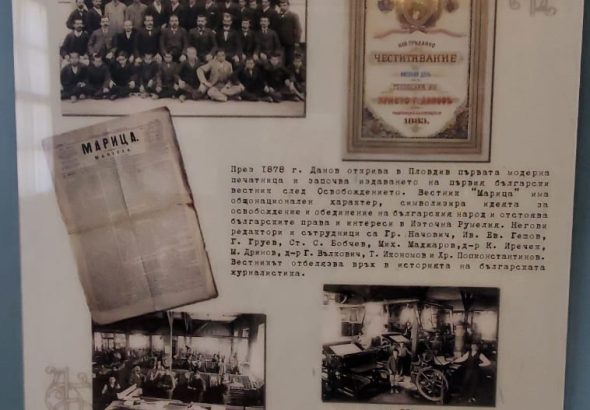 ЧЕСТИТЯВАНИЕ
ХРИСТО Г. ДАНОВЪ
1883.
МАРИЦА.
През 1878 г. Данов открива в Пловдив първата модерна
печатница и започва издаването на първия български
вестник след Освобождението. Вестник "Марица" има
общонационален характер, символизира идеята за
освобождение и обединение на българския народ и отстоява
българските права и интереси в Източна Румелия. Негови
редактори и сътрудници са Гр. Начович, Ив. Ев. Гешов,
Г. Груев, Ст. С. Бобчев, Мих. Маджаров, д-р К. Иречек,
М. Дринов, д-р Г. Вълкович, Т. Икономов и Хр. Попконстантинов.
Вестникът отбелязва връх в историята на българската
журналистика.